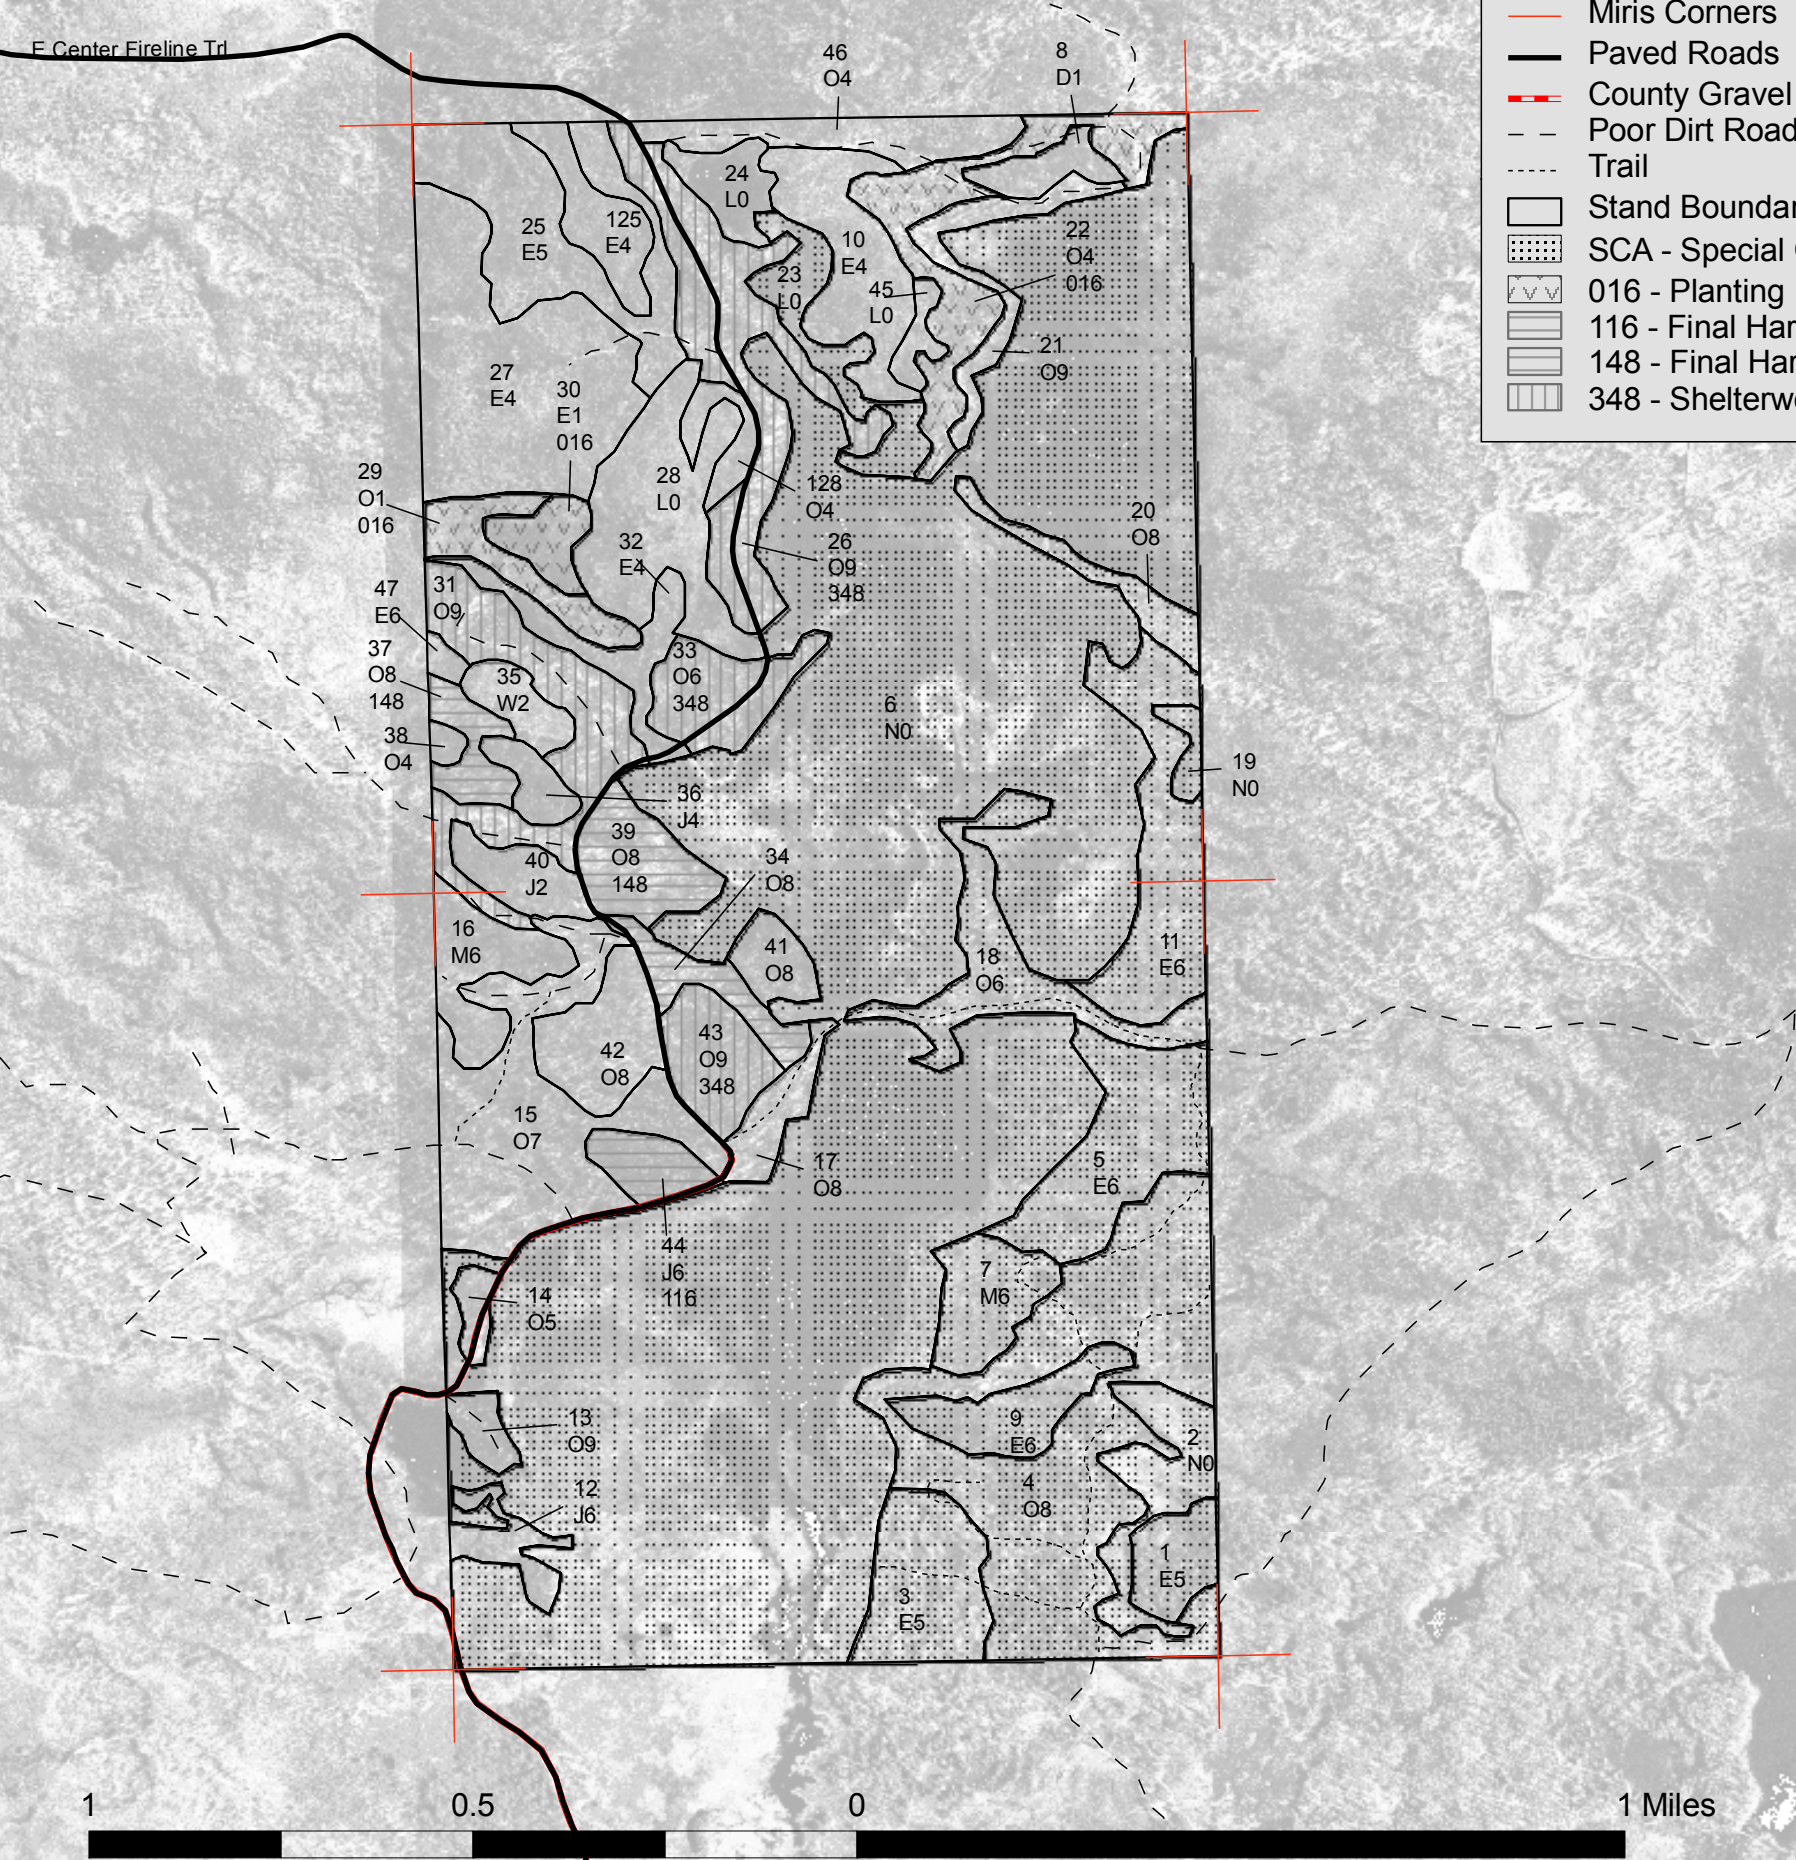 Miris Corners
Paved Roads
County Gravel
Poor Dirt Road
Trail
Stand Boundar
SCA - Special
016 - Planting
116 - Final Har
148 - Final Har
348 - Shelterw
E Center Fireline Trl
46
O4
8
D1
24
L0
25
E5
125
E4
10
E4
22
O4
016
23
L0
45
L0
21
O9
27
E4
30
E1
016
29
O1
016
28
L0
128
O4
20
O8
32
E4
26
O9
348
31
O9
47
E6
37
O8
148
35
W2
33
O6
348
6
N0
38
O4
19
N0
36
J4
39
O8
148
40
J2
34
O8
16
M6
41
O8
18
O6
11
E6
42
O8
43
O9
348
15
O7
17
O8
5
E6
44
J6
116
7
M6
14
O5
13
O9
9
E6
2
N0
12
J6
4
O8
1
E5
3
E5
1
0.5
0
1 Miles